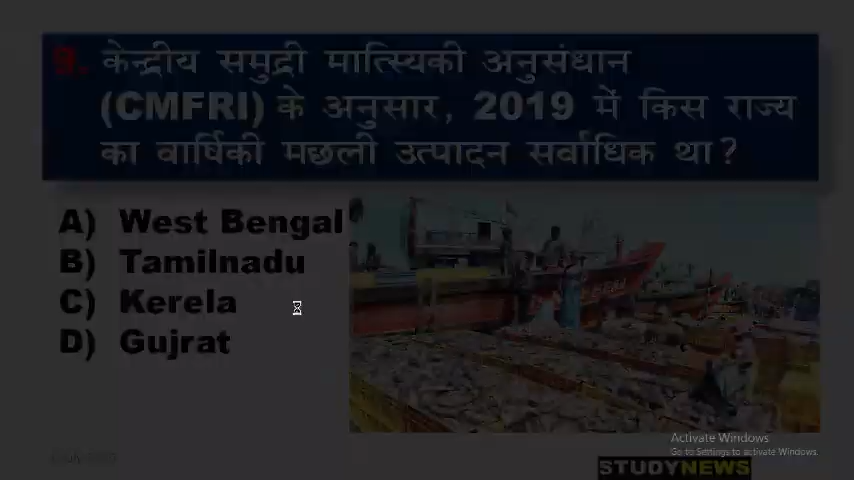 9. केन्द्रीय समुद्री मात्स्यिकी अनुसंधान
(CMFRI) के अनुसार, 2019 में किस राज्य
का वार्षिकी मछली उत्पादन सर्वाधिक था?
A) West Bengal
B) Tamilnadu
C) Kerela
D) Gujrat
Activate Windows
Go to Settings to activate Windows.
STUDYNEWS